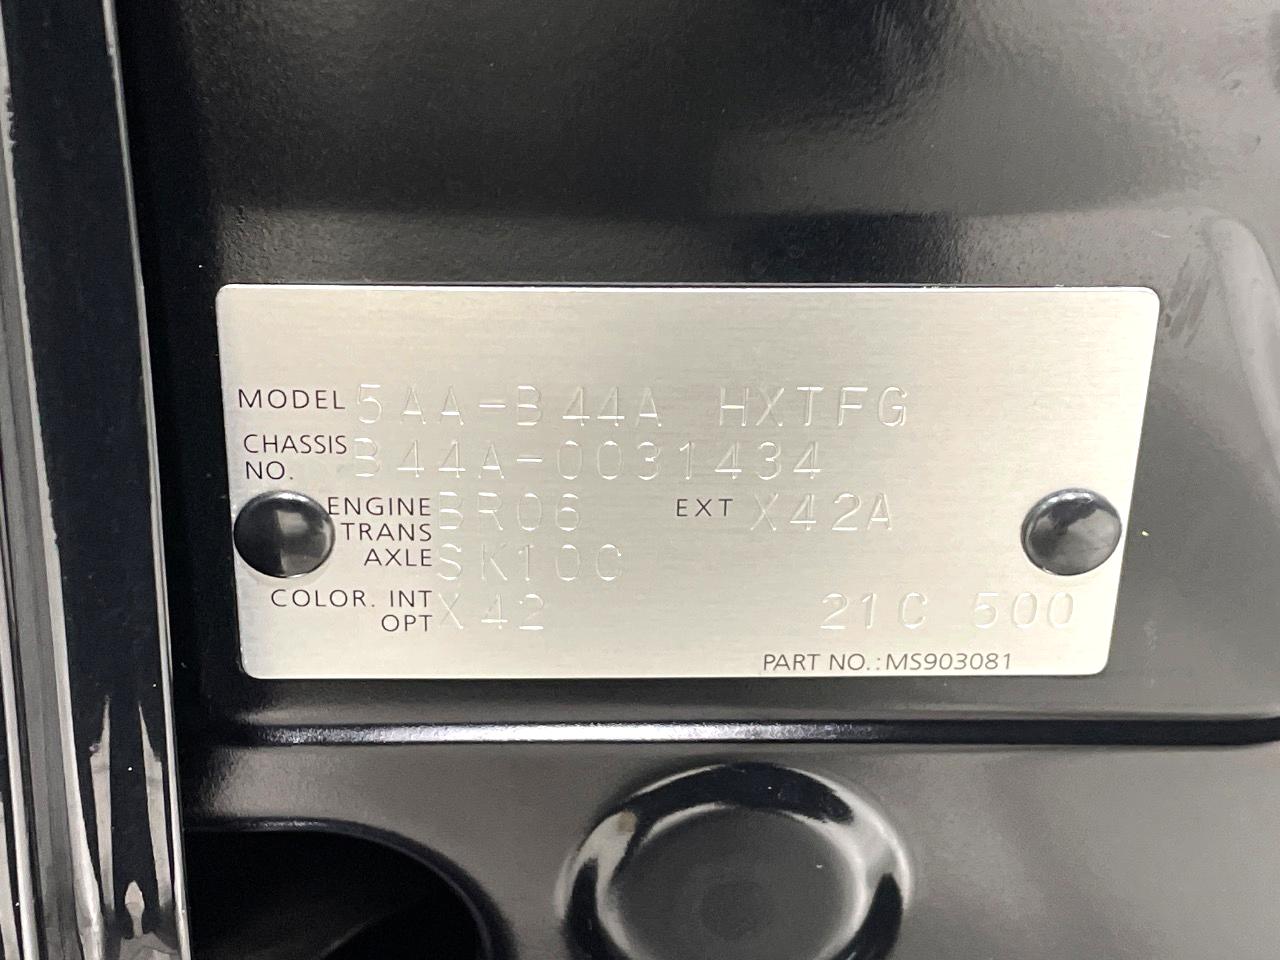 MODEL 5AA-B44A HXTFG
CHASSIS NO. B44A-0031434
ENGINE BR06 EXT X42A
TRANS AXLE SK10C
COLOR. INT OPT X42 21C 500
PART NO.:MS903081